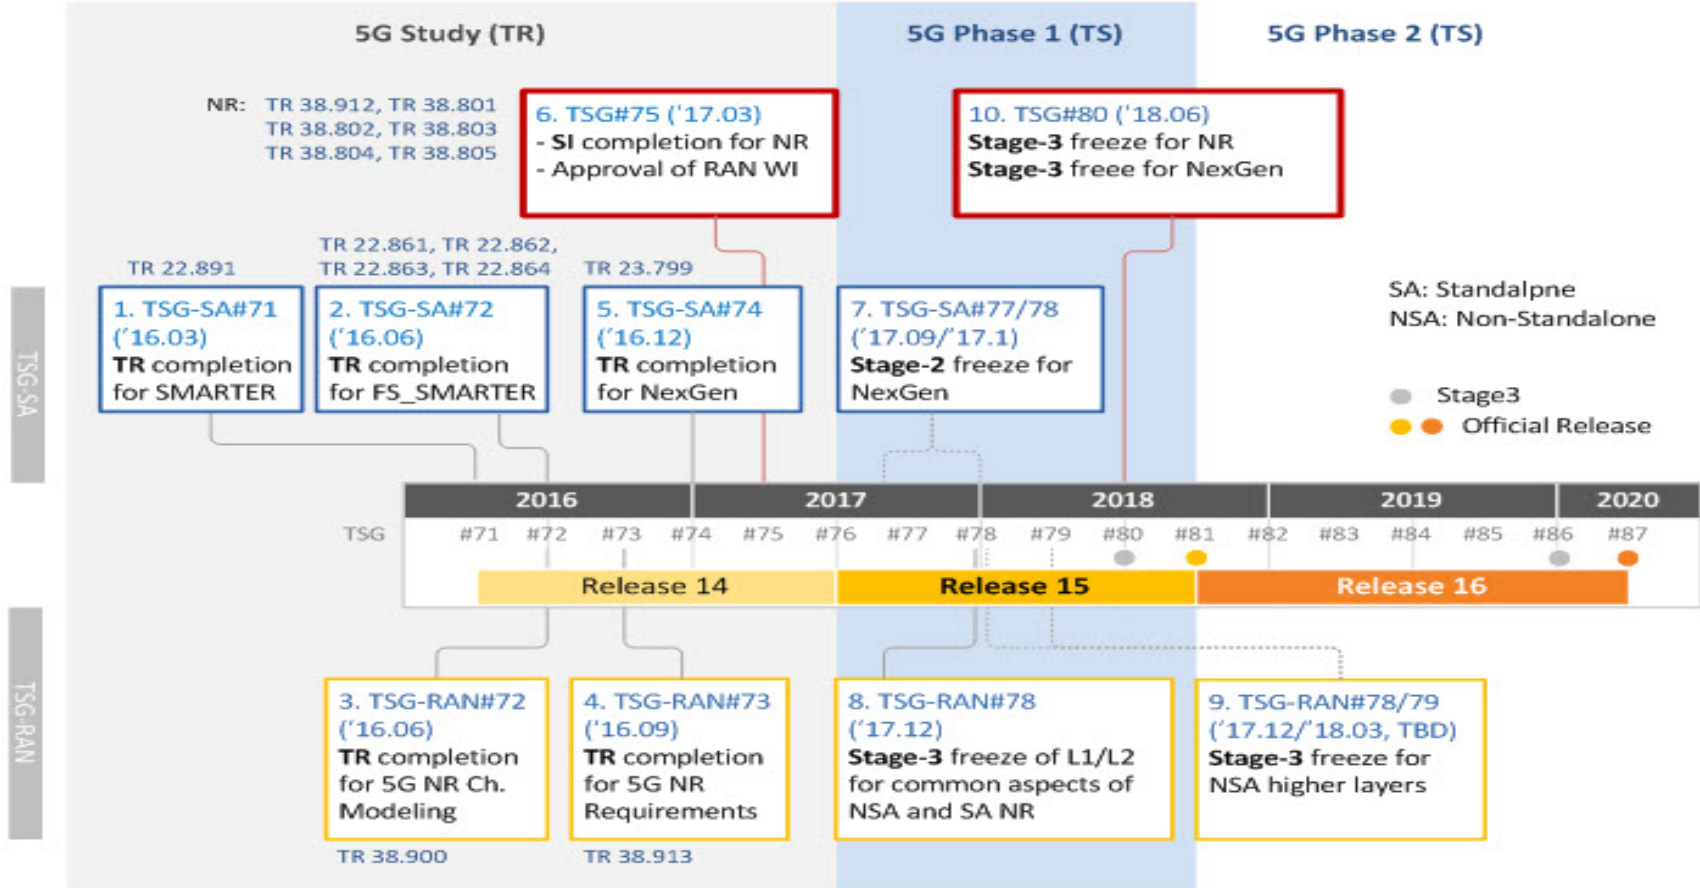 5G Study (TR)
5G Phase 1 (TS)
5G Phase 2 (TS)
NR: TR 38.912, TR 38.801
TR 38.802, TR 38.803
TR 38.804, TR 38.805
6. TSG#75 (′17.03)
- SI completion for NR
- Approval of RAN WI
10. TSG#80 (′18.06)
Stage-3 freeze for NR
Stage-3 freee for NexGen
TR 22.891
TR 22.861, TR 22.862,
TR 22.863, TR 22.864
TR 23.799
TSG-SA
1. TSG-SA#71
(′16.03)
TR completion
for SMARTER
2. TSG-SA#72
(′16.06)
TR completion
for FS_SMARTER
5. TSG-SA#74
(′16.12)
TR completion
for NexGen
7. TSG-SA#77/78
(′17.09/′17.1)
Stage-2 freeze for
NexGen
SA: Standalpne
NSA: Non-Standalone
Stage3
Official Release
2016 2017 2018 2019 2020
TSG #71 #72 #73 #74 #75 #76 #77 #78 #79 #80 #81 #82 #83 #84 #85 #86 #87
Release 14 Release 15 Release 16
TSG-RAN
3. TSG-RAN#72
(′16.06)
TR completion
for 5G NR Ch.
Modeling
4. TSG-RAN#73
(′16.09)
TR completion
for 5G NR
Requirements
8. TSG-RAN#78
(′17.12)
Stage-3 freeze of L1/L2
for common aspects of
NSA and SA NR
9. TSG-RAN#78/79
(′17.12/′18.03, TBD)
Stage-3 freeze for
NSA higher layers
TR 38.900
TR 38.913